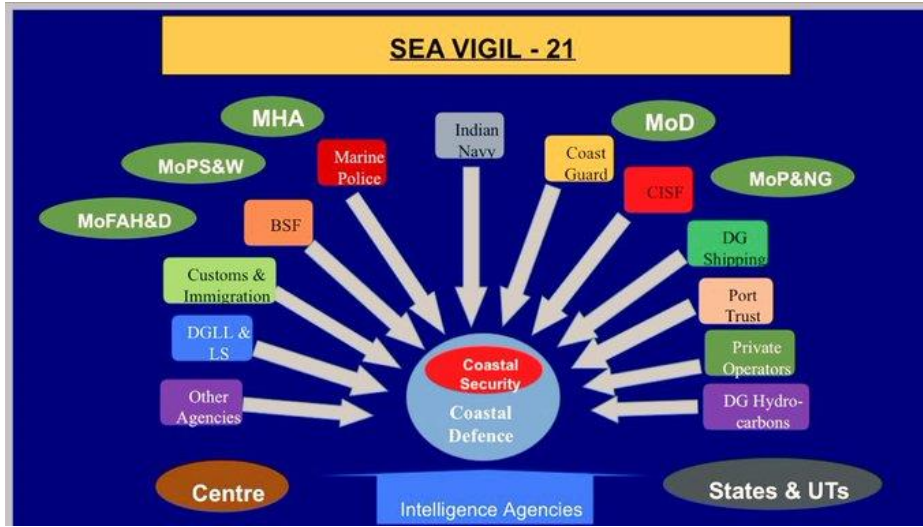 SEA VIGIL - 21
MHA
MoD
Indian
Navy
Marine
Police
Coast
Guard
MoPS&W
MoP&NG
CISF
MoFAH&D
BSF
DG
Shipping
Customs &
Immigration
Port
Trust
DGLL &
LS
Private
Operators
Coastal
Security
Other
Agencies
Coastal
Defence
DG Hydro-
carbons
Centre
Intelligence Agencies
States & UTs